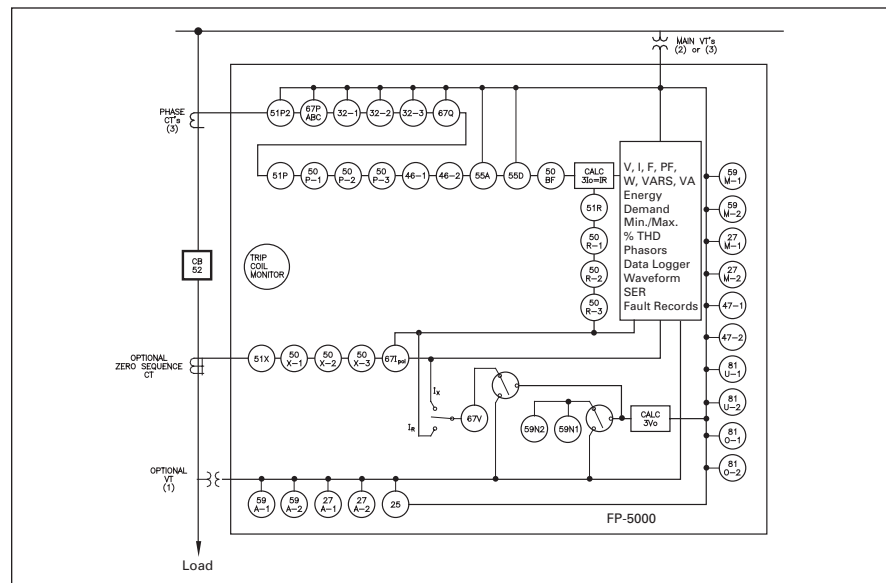 MAIN VT's
(2) or (3)
PHASE
CT's
(3)
51P2
67P
ABC
32-1
32-2
32-3
67Q
51P
50
P-1
50
P-2
50
P-3
46-1
46-2
55A
55D
50
BF
CALC
3Io=IR
V, I, F, PF,
W, VARS, VA
Energy
Demand
Min./Max.
% THD
Phasors
Data Logger
Waveform
SER
Fault Records
59
M-1
59
M-2
27
M-1
27
M-2
47-1
47-2
81
U-1
81
U-2
81
O-1
81
O-2
51R
50
R-1
50
R-2
50
R-3
CB
52
TRIP
COIL
MONITOR
OPTIONAL
ZERO SEQUENCE
CT
51X
50
X-1
50
X-2
50
X-3
67Ipol
IX
IR
67V
59N2
59N1
CALC
3Vo
OPTIONAL
VT
(1)
59
A-1
59
A-2
27
A-1
27
A-2
25
FP-5000
Load